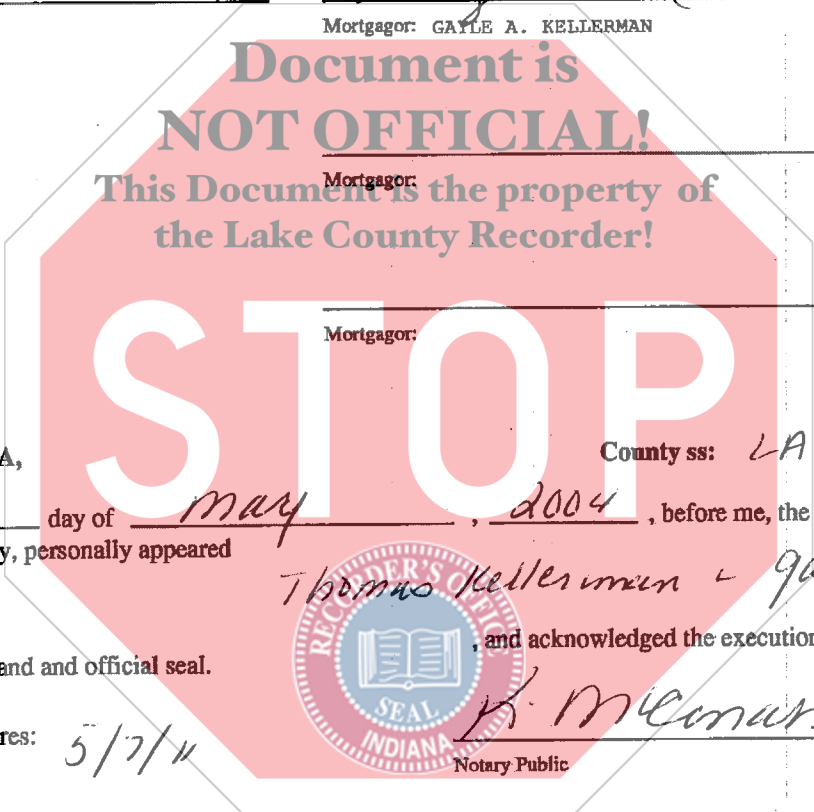 Mortgagor: GAYLE A. KELLERMAN
Document is
NOT OFFICIAL!
This Document is the property of
Mortgagor:
the Lake County Recorder!
STOP
Mortgagor:
A,
County ss: LA
day of May , 2004 , before me, the
y, personally appeared
Thomas Kellerman & Ga
, and acknowledged the execution
and and official seal.
res: 5/7/11
K.
Notary Public
RECORDER'S OFFICE
SEAL
INDIANA